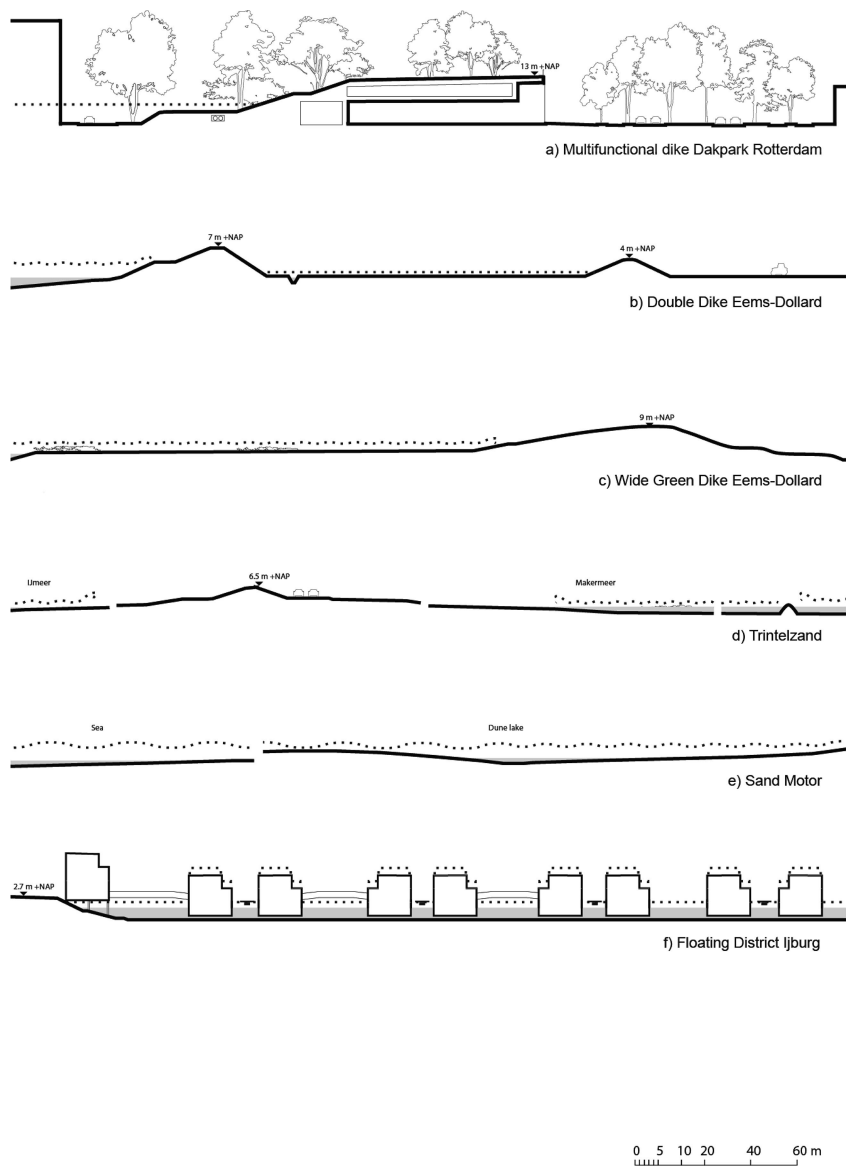 13 m +NAP
a) Multifunctional dike Dakpark Rotterdam
7 m +NAP
4 m +NAP
b) Double Dike Eems-Dollard
9 m +NAP
c) Wide Green Dike Eems-Dollard
IJmeer
6.5 m +NAP
Makermeer
d) Trintelzand
Sea
Dune lake
e) Sand Motor
2.7 m +NAP
f) Floating District Ijburg
0 5 10 20 40 60 m